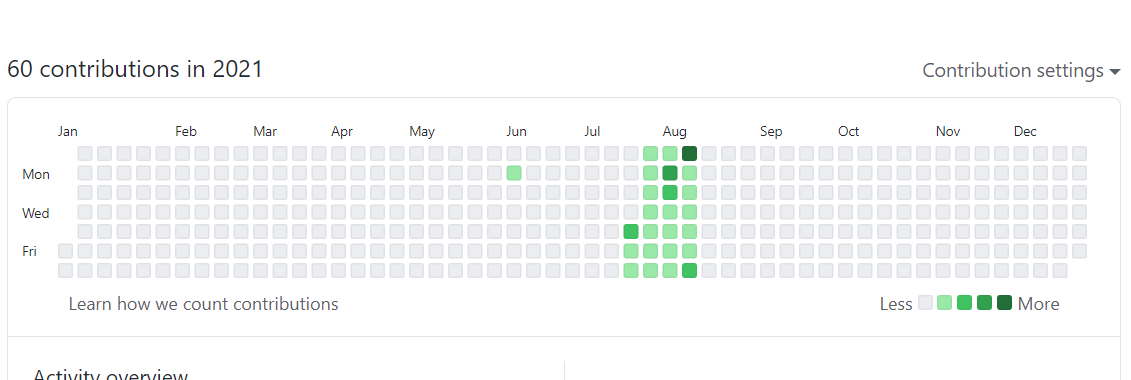 60 contributions in 2021
Contribution settings
Jan Feb Mar Apr May Jun Jul Aug Sep Oct Nov Dec
Mon
Wed
Fri
Learn how we count contributions
Less More
Activity overview